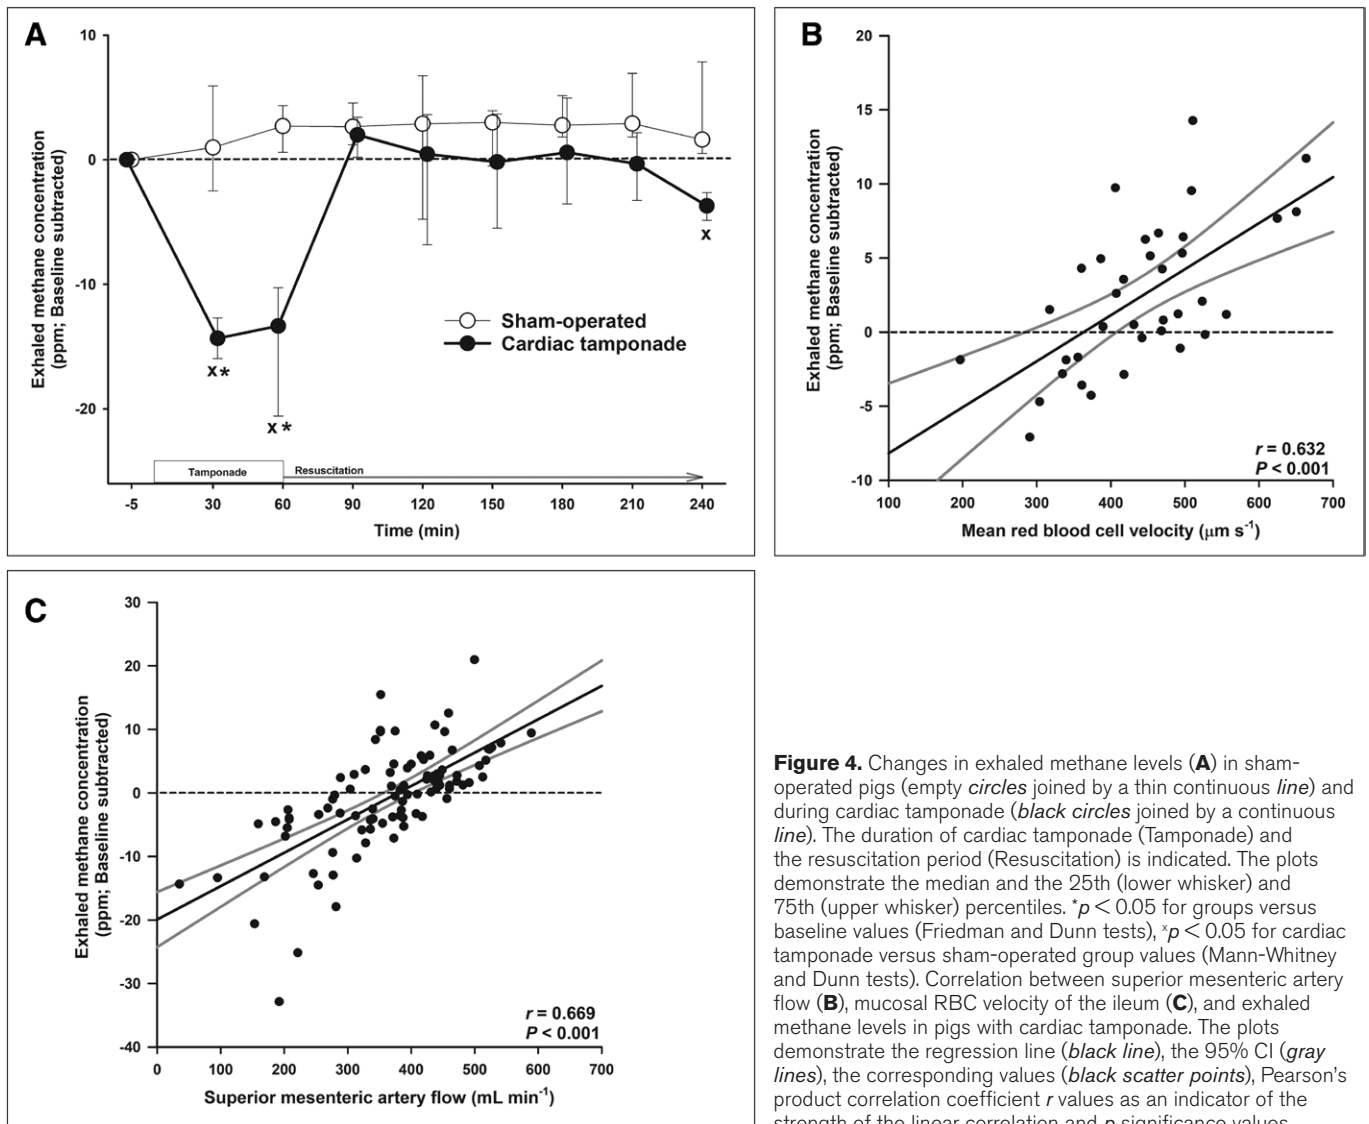 A
10
0
-10
-20
Exhaled methane concentration
(ppm; Baseline subtracted)
x*
x*
x
Sham-operated
Cardiac tamponade
Tamponade
Resuscitation
-5 30 60 90 120 150 180 210 240
Time (min)
B
20
15
10
5
0
-5
-10
Exhaled methane concentration
(ppm; Baseline subtracted)
r = 0.632
P < 0.001
100 200 300 400 500 600 700
Mean red blood cell velocity (μm s⁻¹)
C
30
20
10
0
-10
-20
-30
-40
Exhaled methane concentration
(ppm; Baseline subtracted)
r = 0.669
P < 0.001
0 100 200 300 400 500 600 700
Superior mesenteric artery flow (mL min⁻¹)
Figure 4. Changes in exhaled methane levels (A) in sham-
operated pigs (empty circles joined by a thin continuous line) and
during cardiac tamponade (black circles joined by a continuous
line). The duration of cardiac tamponade (Tamponade) and
the resuscitation period (Resuscitation) is indicated. The plots
demonstrate the median and the 25th (lower whisker) and
75th (upper whisker) percentiles. *p < 0.05 for groups versus
baseline values (Friedman and Dunn tests), ˣp < 0.05 for cardiac
tamponade versus sham-operated group values (Mann-Whitney
and Dunn tests). Correlation between superior mesenteric artery
flow (B), mucosal RBC velocity of the ileum (C), and exhaled
methane levels in pigs with cardiac tamponade. The plots
demonstrate the regression line (black line), the 95% CI (gray
lines), the corresponding values (black scatter points), Pearson's
product correlation coefficient r values as an indicator of the
strength of the linear correlation and p significance values.